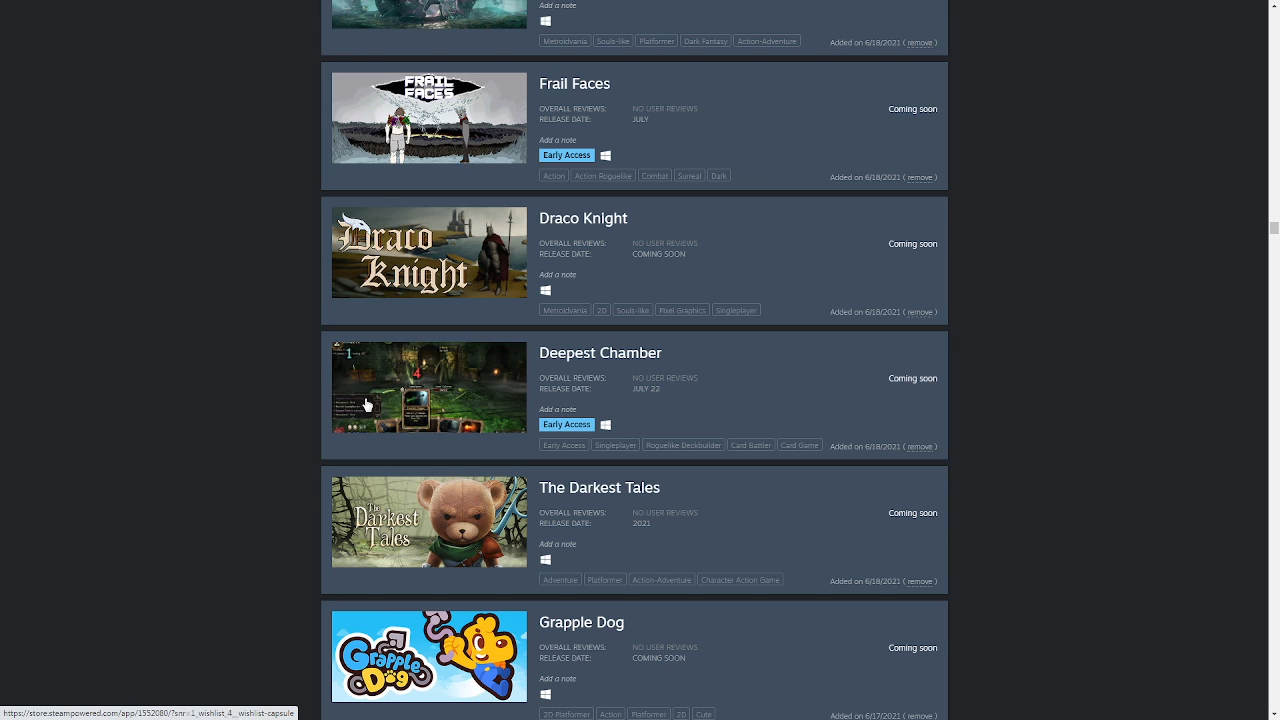 Add a note
Metroidvania Souls-like Platformer Dark Fantasy Action-Adventure Added on 6/18/2021 ( remove )
FRAIL
FACES
Frail Faces
OVERALL REVIEWS: NO USER REVIEWS Coming soon
RELEASE DATE: JULY
Add a note
Early Access
Action Action Roguelike Combat Surreal Dark Added on 6/18/2021 ( remove )
Draco
Knight
Draco Knight
OVERALL REVIEWS: NO USER REVIEWS Coming soon
RELEASE DATE: COMING SOON
Add a note
Metroidvania 2D Souls-like Pixel Graphics Singleplayer Added on 6/18/2021 ( remove )
Deepest Chamber
OVERALL REVIEWS: NO USER REVIEWS Coming soon
RELEASE DATE: JULY 22
Add a note
Early Access
Early Access Singleplayer Roguelike Deckbuilder Card Battler Card Game Added on 6/18/2021 ( remove )
The
Darkest
Tales
The Darkest Tales
OVERALL REVIEWS: NO USER REVIEWS Coming soon
RELEASE DATE: 2021
Add a note
Adventure Platformer Action-Adventure Character Action Game Added on 6/18/2021 ( remove )
Grapple
Dog
Grapple Dog
OVERALL REVIEWS: NO USER REVIEWS Coming soon
RELEASE DATE: COMING SOON
Add a note
2D Platformer Action Platformer 2D Cute Added on 6/17/2021 ( remove )
https://store.steampowered.com/app/1552080/?snr=1_wishlist_4__wishlist-capsule